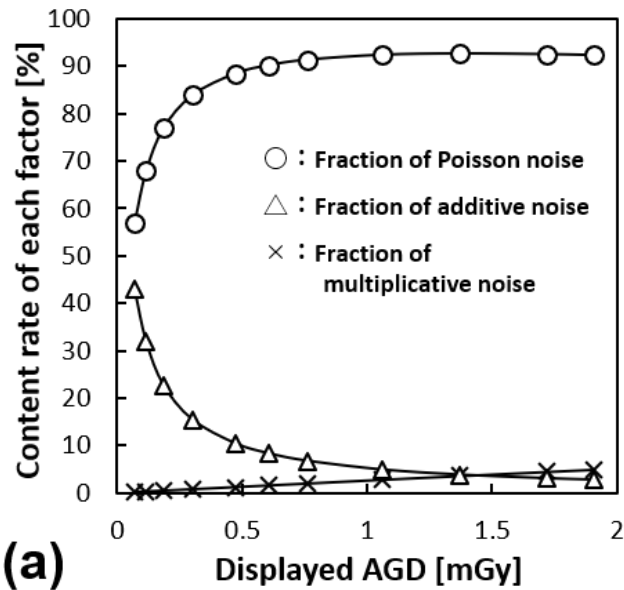 Content rate of each factor [%]
100
90
80
70
60
50
40
30
20
10
0
○ : Fraction of Poisson noise
△ : Fraction of additive noise
× : Fraction of
multiplicative noise
0 0.5 1 1.5 2
Displayed AGD [mGy]
(a)